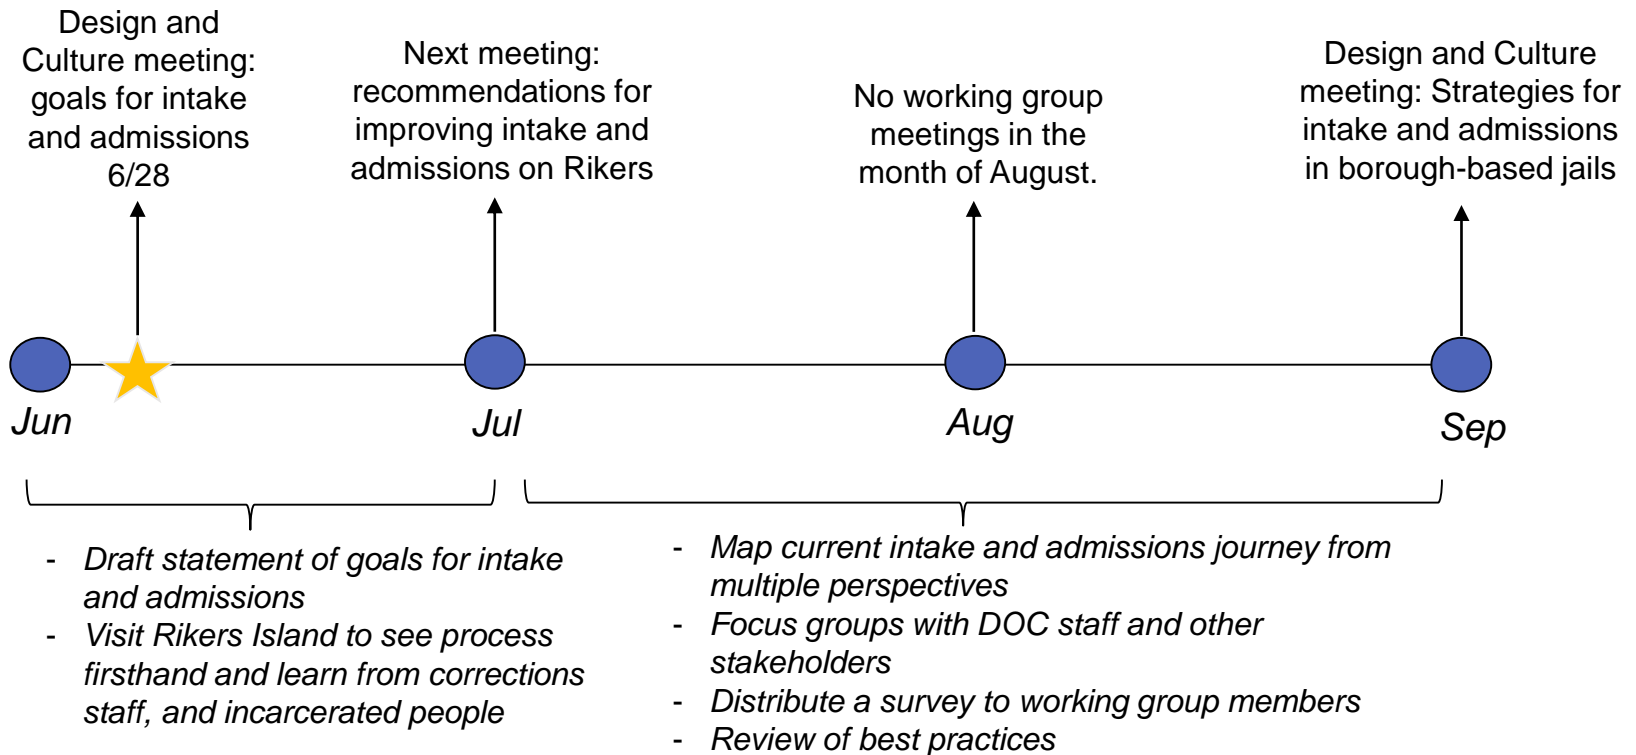 Design and
Culture meeting:
goals for intake
and admissions
6/28
Next meeting:
recommendations for
improving intake and
admissions on Rikers
No working group
meetings in the
month of August.
Design and Culture
meeting: Strategies for
intake and admissions
in borough-based jails
Jun
Jul
Aug
Sep
- Draft statement of goals for intake
and admissions
- Visit Rikers Island to see process
firsthand and learn from corrections
staff, and incarcerated people
- Map current intake and admissions journey from
multiple perspectives
- Focus groups with DOC staff and other
stakeholders
- Distribute a survey to working group members
- Review of best practices